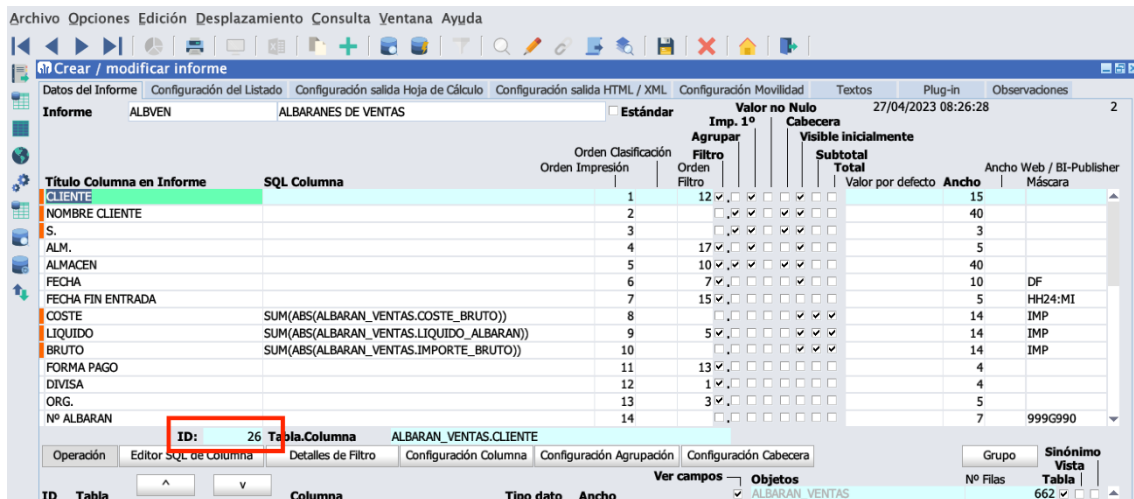 Archivo Opciones Edición Desplazamiento Consulta Ventana Ayuda
Crear / modificar informe
Datos del Informe Configuración del Listado Configuración salida Hoja de Cálculo Configuración salida HTML / XML Configuración Movilidad Textos Plug-in Observaciones
Informe ALBVEN ALBARANES DE VENTAS Estándar Valor no Nulo 27/04/2023 08:26:28 2
Imp. 1º Cabecera
Agrupar Visible inicialmente
Orden Clasificación Filtro Subtotal
Orden Impresión Orden Total Ancho Web / BI-Publisher
Título Columna en Informe SQL Columna Filtro Valor por defecto Ancho Máscara
CLIENTE 1 12 15
NOMBRE CLIENTE 2 40
S. 3 3
ALM. 4 17 5
ALMACEN 5 10 40
FECHA 6 7 10 DF
FECHA FIN ENTRADA 7 15 5 HH24:MI
COSTE SUM(ABS(ALBARAN_VENTAS.COSTE_BRUTO)) 8 14 IMP
LIQUIDO SUM(ABS(ALBARAN_VENTAS.LIQUIDO_ALBARAN)) 9 5 14 IMP
BRUTO SUM(ABS(ALBARAN_VENTAS.IMPORTE_BRUTO)) 10 14 IMP
FORMA PAGO 11 13 4
DIVISA 12 1 4
ORG. 13 3 5
Nº ALBARAN 14 7 999G990
ID: 26 Tabla.Columna ALBARAN_VENTAS.CLIENTE
Operación Editor SQL de Columna Detalles de Filtro Configuración Columna Configuración Agrupación Configuración Cabecera Grupo Sinónimo
Vista
Ver campos Objetos Nº Filas Tabla
ID Tabla Columna Tipo dato Ancho ALBARAN_VENTAS 662